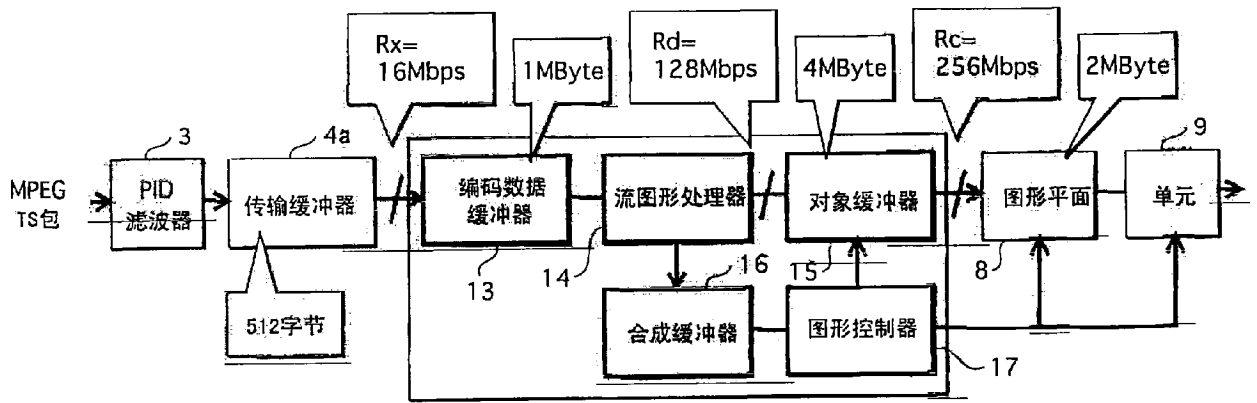 Rx=
16Mbps
1MByte
Rd=
128Mbps
4MByte
Rc=
256Mbps
2MByte
3
4a
9
MPEG
TS包
PID
滤波器
传输缓冲器
编码数据
缓冲器
流图形处理器
对象缓冲器
图形平面
单元
13
14
16
15
8
512字节
合成缓冲器
图形控制器
17